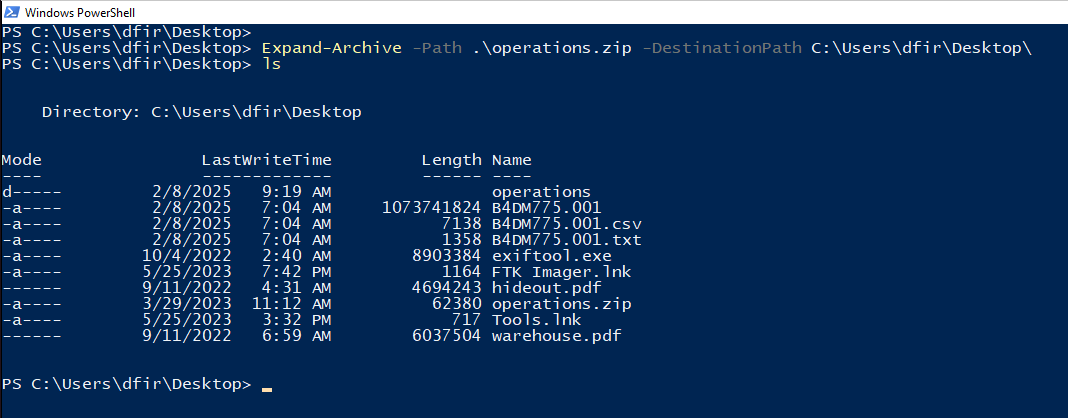 Windows PowerShell
PS C:\Users\dfir\Desktop>
PS C:\Users\dfir\Desktop> Expand-Archive -Path .\operations.zip -DestinationPath C:\Users\dfir\Desktop\
PS C:\Users\dfir\Desktop> ls
Directory: C:\Users\dfir\Desktop
Mode                 LastWriteTime         Length Name
----                 -------------         ------ ----
d-----          2/8/2025   9:19 AM                operations
-a----          2/8/2025   7:04 AM     1073741824 B4DM775.001
-a----          2/8/2025   7:04 AM           7138 B4DM775.001.csv
-a----          2/8/2025   7:04 AM           1358 B4DM775.001.txt
-a----         10/4/2022   2:40 AM        8903384 exiftool.exe
-a----         5/25/2023   7:42 PM           1164 FTK Imager.lnk
------         9/11/2022   4:31 AM        4694243 hideout.pdf
-a----         3/29/2023  11:12 AM          62380 operations.zip
-a----         5/25/2023   3:32 PM            717 Tools.lnk
------         9/11/2022   6:59 AM        6037504 warehouse.pdf
PS C:\Users\dfir\Desktop>